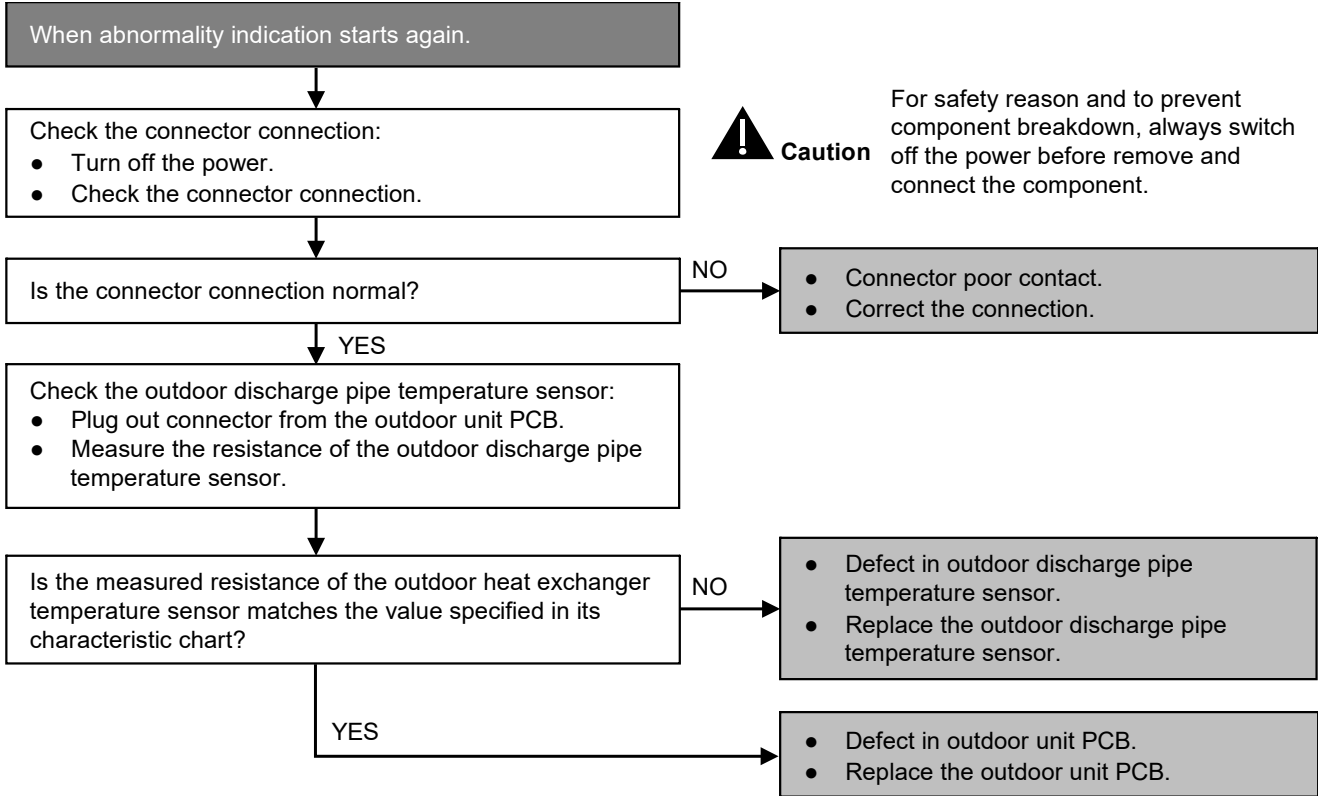 When abnormality indication starts again.
Check the connector connection:
● Turn off the power.
● Check the connector connection.
Caution
For safety reason and to prevent
component breakdown, always switch
off the power before remove and
connect the component.
Is the connector connection normal?
NO
● Connector poor contact.
● Correct the connection.
YES
Check the outdoor discharge pipe temperature sensor:
● Plug out connector from the outdoor unit PCB.
● Measure the resistance of the outdoor discharge pipe
temperature sensor.
Is the measured resistance of the outdoor heat exchanger
temperature sensor matches the value specified in its
characteristic chart?
NO
● Defect in outdoor discharge pipe
temperature sensor.
● Replace the outdoor discharge pipe
temperature sensor.
YES
● Defect in outdoor unit PCB.
● Replace the outdoor unit PCB.